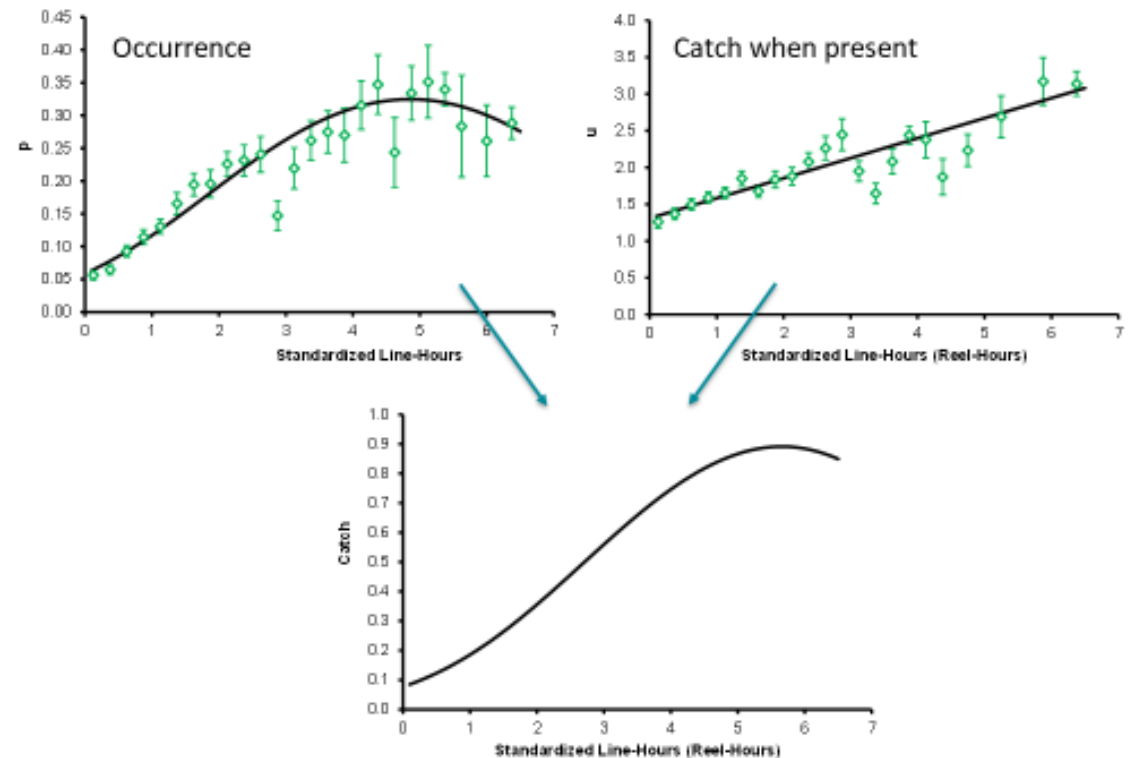 Occurrence
0.45
0.40
0.35
0.30
0.25
0.20
0.15
0.10
0.05
0.00
p
0 1 2 3 4 5 6 7
Standardized Line-Hours
Catch when present
4.0
3.5
3.0
2.5
2.0
1.5
1.0
0.5
0.0
u
0 1 2 3 4 5 6 7
Standardized Line-Hours (Reel-Hours)
1.0
0.9
0.8
0.7
0.6
0.5
0.4
0.3
0.2
0.1
0.0
Catch
0 1 2 3 4 5 6 7
Standardized Line-Hours (Reel-Hours)